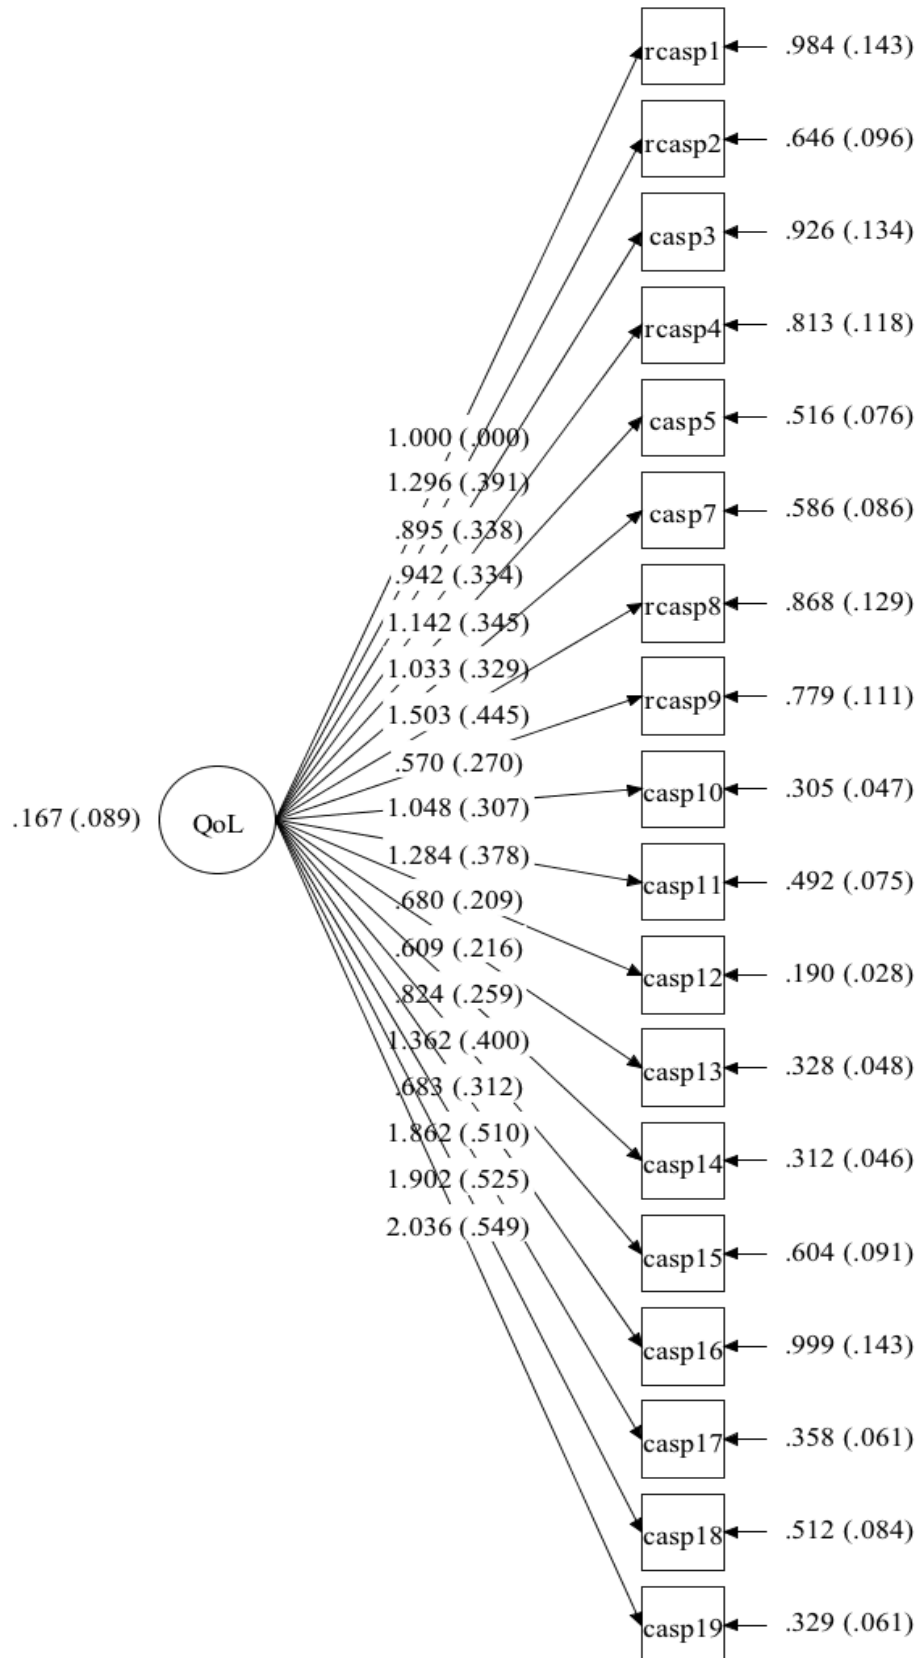 rcasp1 .984 (.143)
rcasp2 .646 (.096)
casp3 .926 (.134)
rcasp4 .813 (.118)
casp5 .516 (.076)
1.000 (.000)
1.296 (.391)
casp7 .586 (.086)
.895 (.338)
.942 (.334)
rcasp8 .868 (.129)
1.142 (.345)
1.033 (.329)
rcasp9 .779 (.111)
1.503 (.445)
.570 (.270)
casp10 .305 (.047)
1.048 (.307)
.167 (.089) QoL
1.284 (.378)
casp11 .492 (.075)
.680 (.209)
.609 (.216)
casp12 .190 (.028)
.824 (.259)
1.362 (.400)
casp13 .328 (.048)
.683 (.312)
1.862 (.510)
casp14 .312 (.046)
1.902 (.525)
2.036 (.549)
casp15 .604 (.091)
casp16 .999 (.143)
casp17 .358 (.061)
casp18 .512 (.084)
casp19 .329 (.061)